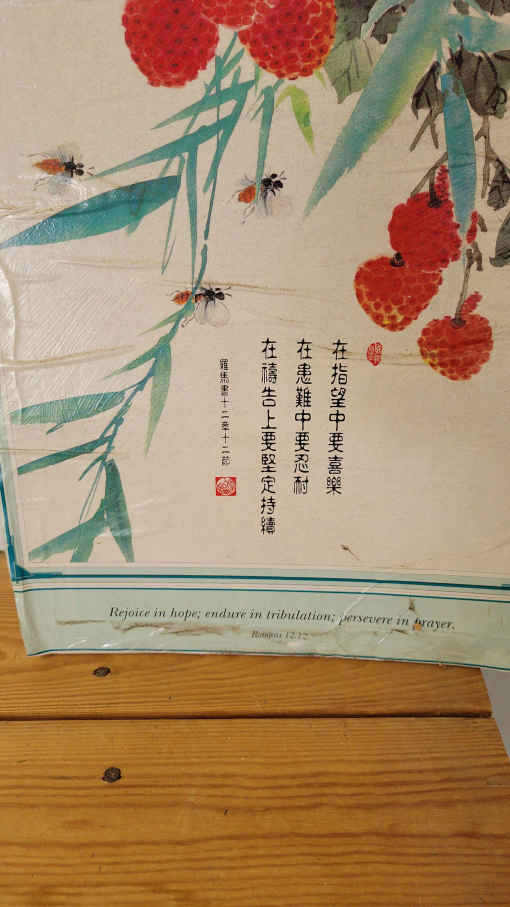 在指望中要喜樂
在患難中要忍耐
在禱告上要堅定持續
羅馬書十二章十二節
Rejoice in hope; endure in tribulation; persevere in prayer.
Romans 12:12